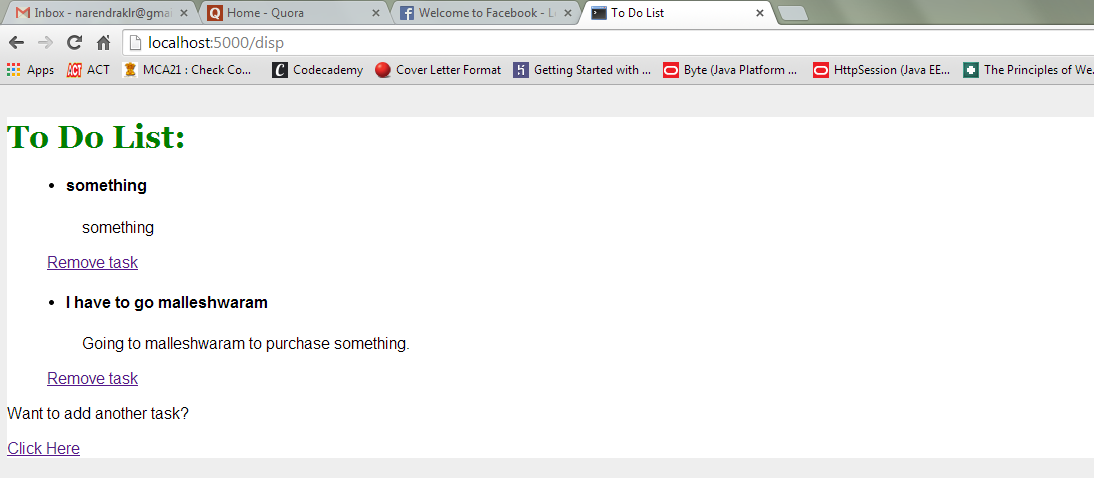 Inbox - narendraklr@gmai
Home - Quora
Welcome to Facebook - L
To Do List
localhost:5000/disp
Apps ACT MCA21 : Check Co... Codecademy Cover Letter Format Getting Started with ... Byte (Java Platform ... HttpSession (Java EE... The Principles of We
To Do List:
• something
something
Remove task
• I have to go malleshwaram
Going to malleshwaram to purchase something.
Remove task
Want to add another task?
Click Here